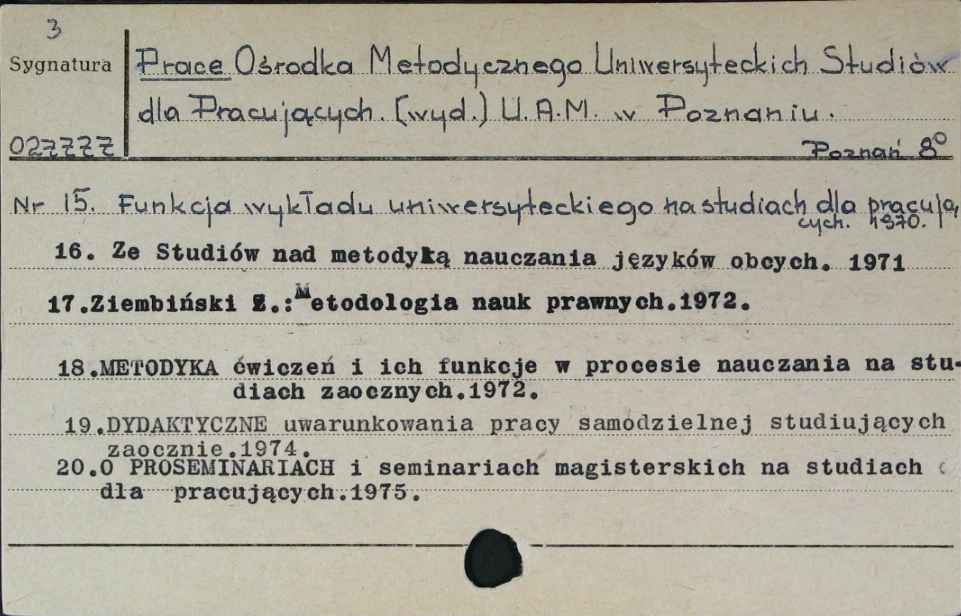 3
Sygnatura
Prace Ośrodka Metodycznego Uniwersyteckich Studiów
dla Pracujących. (wyd.) U.A.M. w Poznaniu.
027777
Poznań 8°
Nr 15. Funkcja wykładu uniwersyteckiego na studiach dla pracują
cych. 1970.
16. Ze Studiów nad metodyką nauczania języków obcych. 1971
17.Ziembiński Z.:Metodologia nauk prawnych.1972.
18.METODYKA ćwiczeń i ich funkcje w procesie nauczania na stu-
diach zaocznych.1972.
19.DYDAKTYCZNE uwarunkowania pracy samodzielnej studiujących
zaocznie.1974.
20.O PROSEMINARIACH i seminariach magisterskich na studiach
dla pracujących.1975.